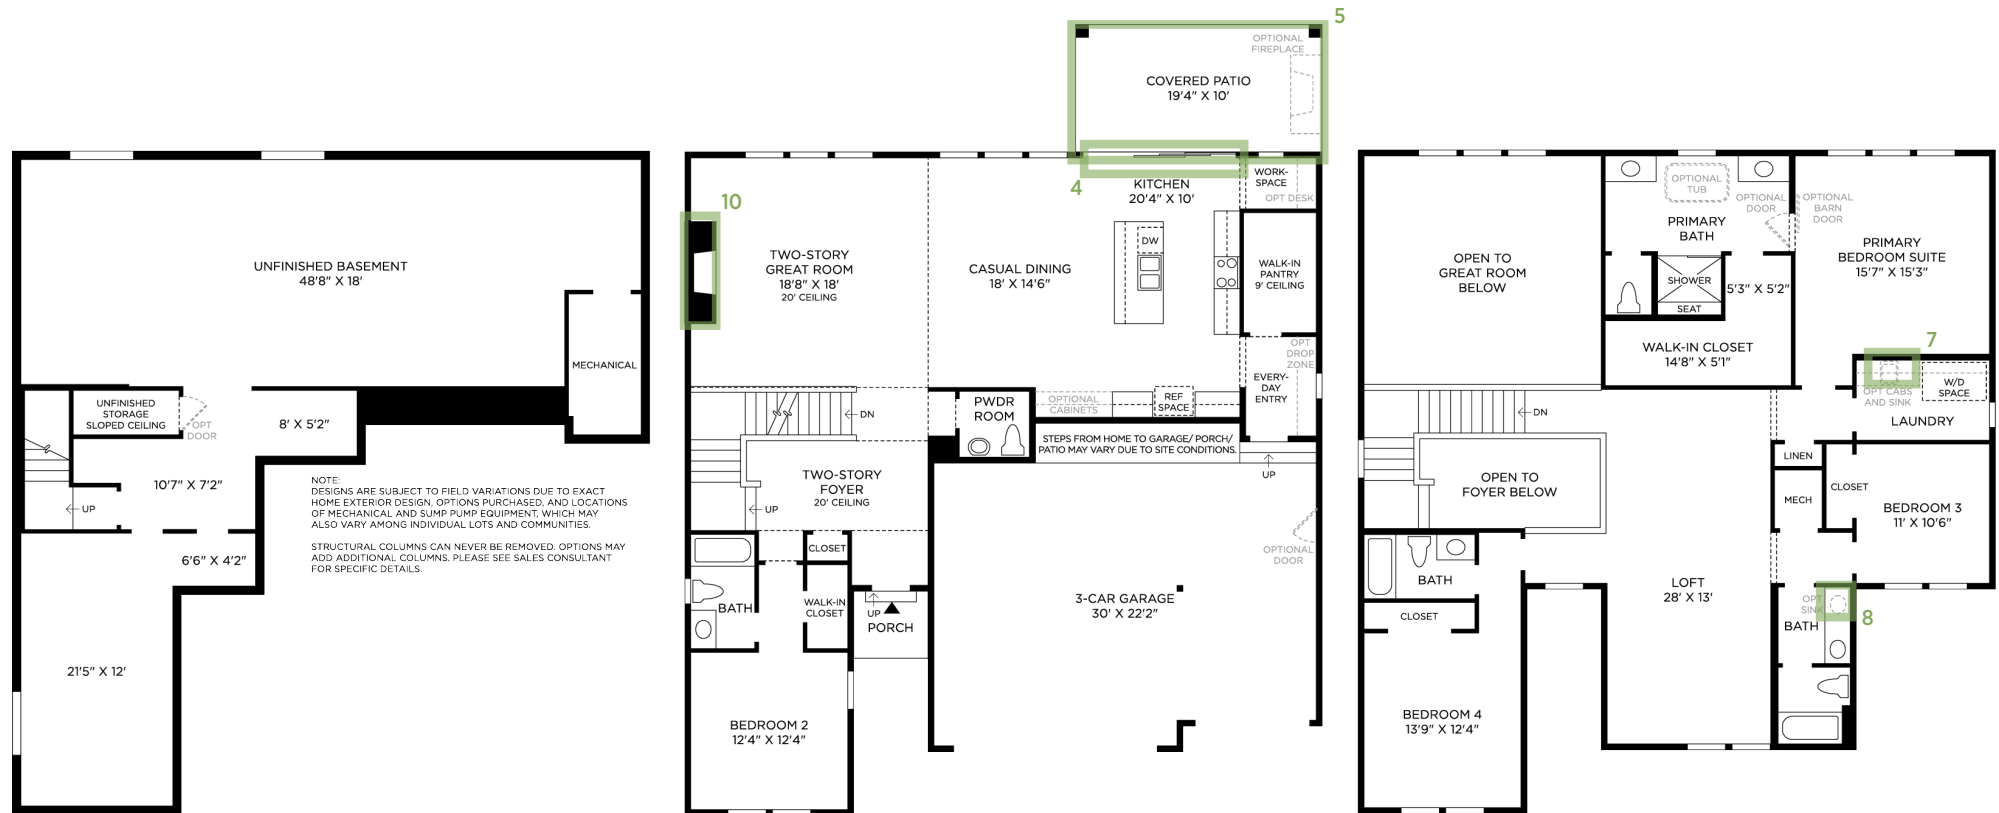 UNFINISHED BASEMENT
48'8" X 18'
MECHANICAL
UNFINISHED
STORAGE
SLOPED CEILING
OPT
DOOR
8' X 5'2"
10'7" X 7'2"
UP
6'6" X 4'2"
21'5" X 12'
NOTE:
DESIGNS ARE SUBJECT TO FIELD VARIATIONS DUE TO EXACT
HOME EXTERIOR DESIGN, OPTIONS PURCHASED, AND LOCATIONS
OF MECHANICAL AND SUMP PUMP EQUIPMENT, WHICH MAY
ALSO VARY AMONG INDIVIDUAL LOTS AND COMMUNITIES.
STRUCTURAL COLUMNS CAN NEVER BE REMOVED. OPTIONS MAY
ADD ADDITIONAL COLUMNS. PLEASE SEE SALES CONSULTANT
FOR SPECIFIC DETAILS.
5
OPTIONAL
FIREPLACE
COVERED PATIO
19'4" X 10'
4
KITCHEN
20'4" X 10'
WORK-
SPACE
OPT DESK
10
TWO-STORY
GREAT ROOM
18'8" X 18'
20' CEILING
CASUAL DINING
18' X 14'6"
DW
WALK-IN
PANTRY
9' CEILING
OPT
DROP
ZONE
EVERY-
DAY
ENTRY
DN
PWDR
ROOM
OPTIONAL
CABINETS
REF
SPACE
STEPS FROM HOME TO GARAGE/ PORCH/
PATIO MAY VARY DUE TO SITE CONDITIONS.
UP
TWO-STORY
FOYER
20' CEILING
UP
CLOSET
OPTIONAL
DOOR
BATH
WALK-IN
CLOSET
UP
PORCH
3-CAR GARAGE
30' X 22'2"
BEDROOM 2
12'4" X 12'4"
OPTIONAL
TUB
OPTIONAL
DOOR
OPTIONAL
BARN
DOOR
PRIMARY
BATH
OPEN TO
GREAT ROOM
BELOW
PRIMARY
BEDROOM SUITE
15'7" X 15'3"
SHOWER
SEAT
5'3" X 5'2"
WALK-IN CLOSET
14'8" X 5'1"
7
OPT CABS
AND SINK
W/D
SPACE
LAUNDRY
DN
LINEN
OPEN TO
FOYER BELOW
MECH
CLOSET
BEDROOM 3
11' X 10'6"
BATH
LOFT
28' X 13'
OPT
SINK
8
BATH
CLOSET
BEDROOM 4
13'9" X 12'4"